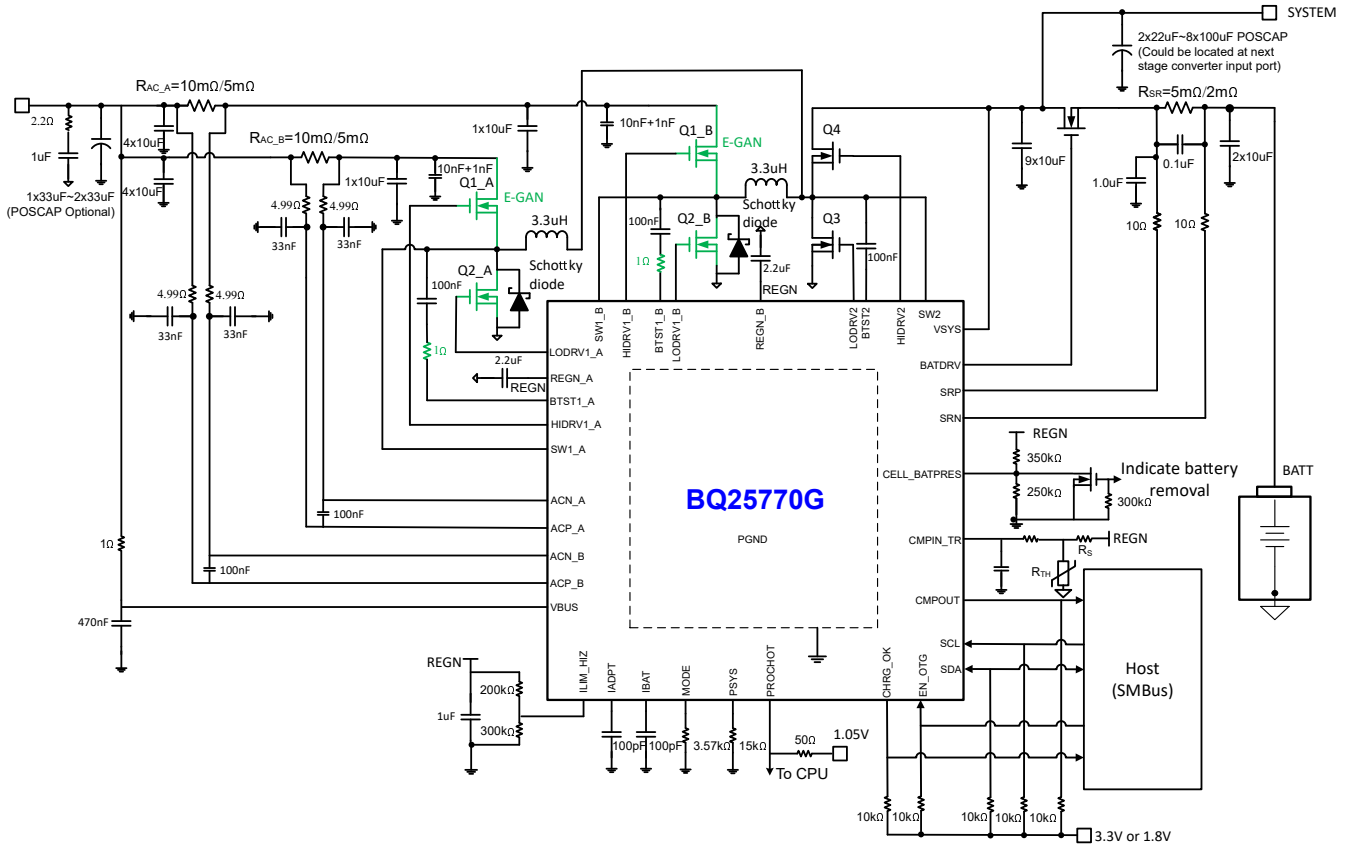 SYSTEM
2x22uF~8x100uF POSCAP
(Could be located at next
stage converter input port)
RAC_A=10mΩ/5mΩ
RSR=5mΩ/2mΩ
2.2Ω
1uF
4x10uF
RAC_B=10mΩ/5mΩ
1x10uF
10nF+1nF
Q1_B
E-GAN
Q4
9x10uF
0.1uF
2x10uF
1x33uF~2x33uF
(POSCAP Optional)
4x10uF
1x10uF
10nF+1nF
Q1_A
E-GAN
3.3uH
Schottky
diode
1.0uF
4.99Ω
4.99Ω
33nF
33nF
3.3uH
100nF
Q2_B
1Ω
2.2uF
REGN
Q3
100nF
10Ω
10Ω
Schottky
diode
Q2_A
100nF
4.99Ω
4.99Ω
33nF
33nF
1Ω
2.2uF
REGN
SW1_B
HIDRV1_B
BTST1_B
LODRV1_B
REGN_B
LODRV2
BTST2
HIDRV2
SW2
VSYS
BATDRV
SRP
SRN
CELL_BATPRES
CMPIN_TR
CMPOUT
SCL
SDA
LODRV1_A
REGN_A
BTST1_A
HIDRV1_A
SW1_A
ACN_A
ACP_A
ACN_B
ACP_B
VBUS
BQ25770G
PGND
100nF
100nF
1Ω
470nF
REGN
350kΩ
250kΩ
300kΩ
Indicate battery
removal
BATT
REGN
RS
RTH
Host
(SMBus)
ILIM_HIZ
IADPT
IBAT
MODE
PSYS
PROCHOT
CHRG_OK
EN_OTG
REGN
200kΩ
1uF
300kΩ
100pF
100pF
3.57kΩ
15kΩ
50Ω
1.05V
To CPU
10kΩ
10kΩ
10kΩ
10kΩ
10kΩ
3.3V or 1.8V